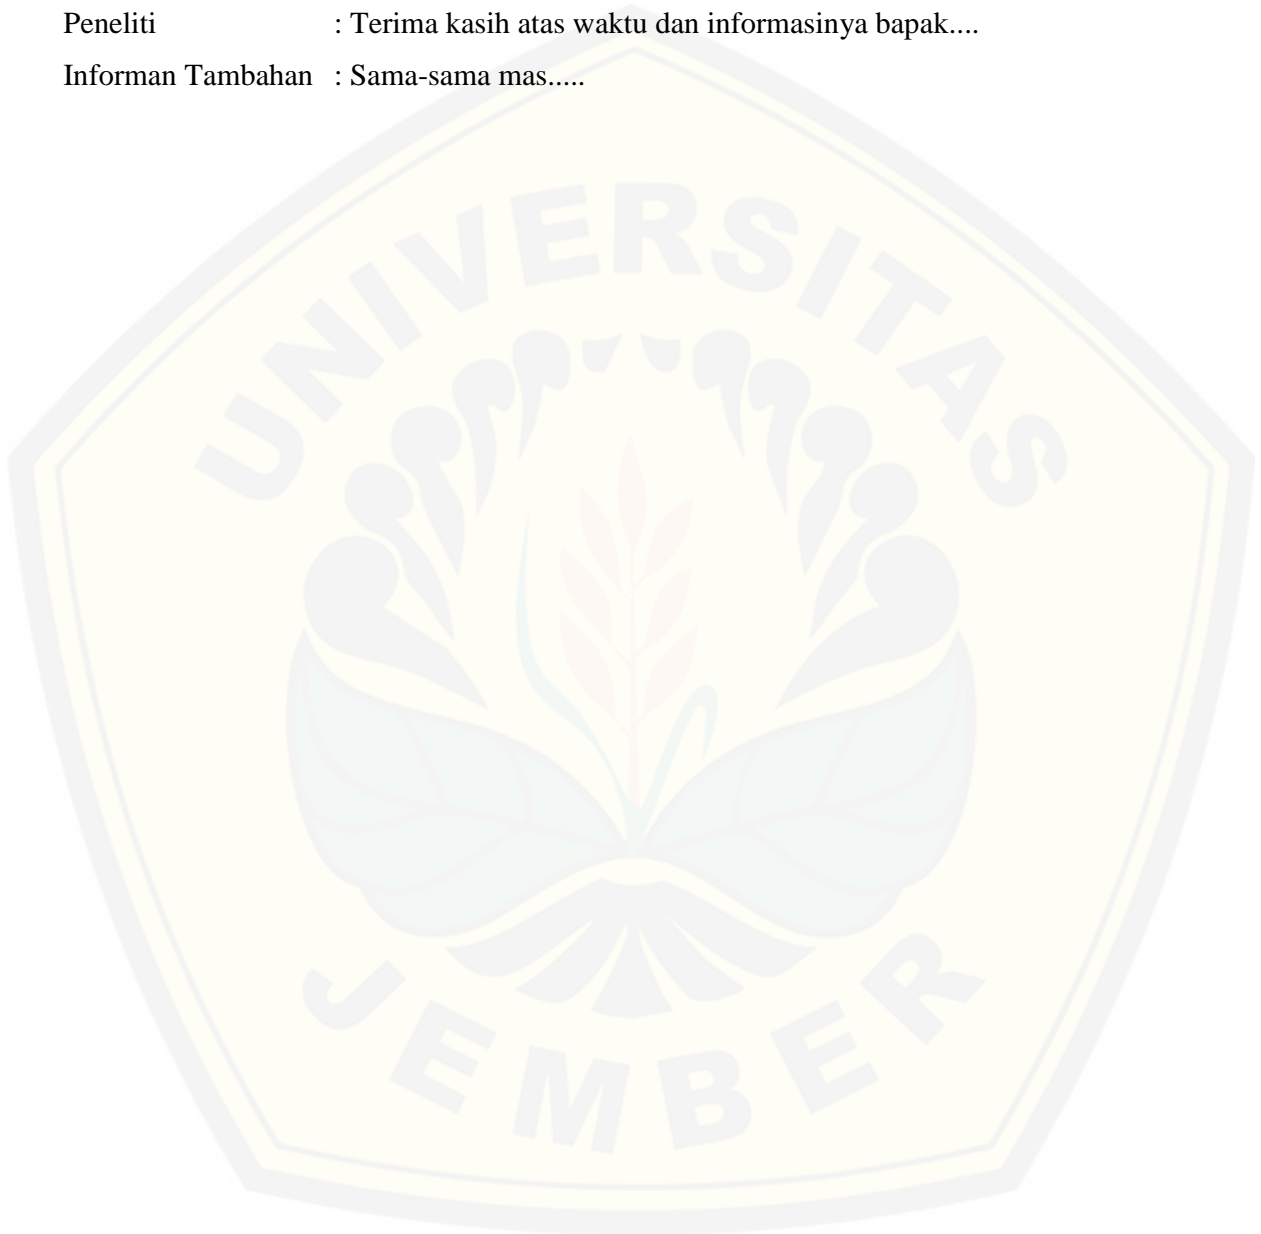 Peneliti : Terima kasih atas waktu dan informasinya bapak....
Informan Tambahan : Sama-sama mas.....
UNIVERSITAS
JEMBER